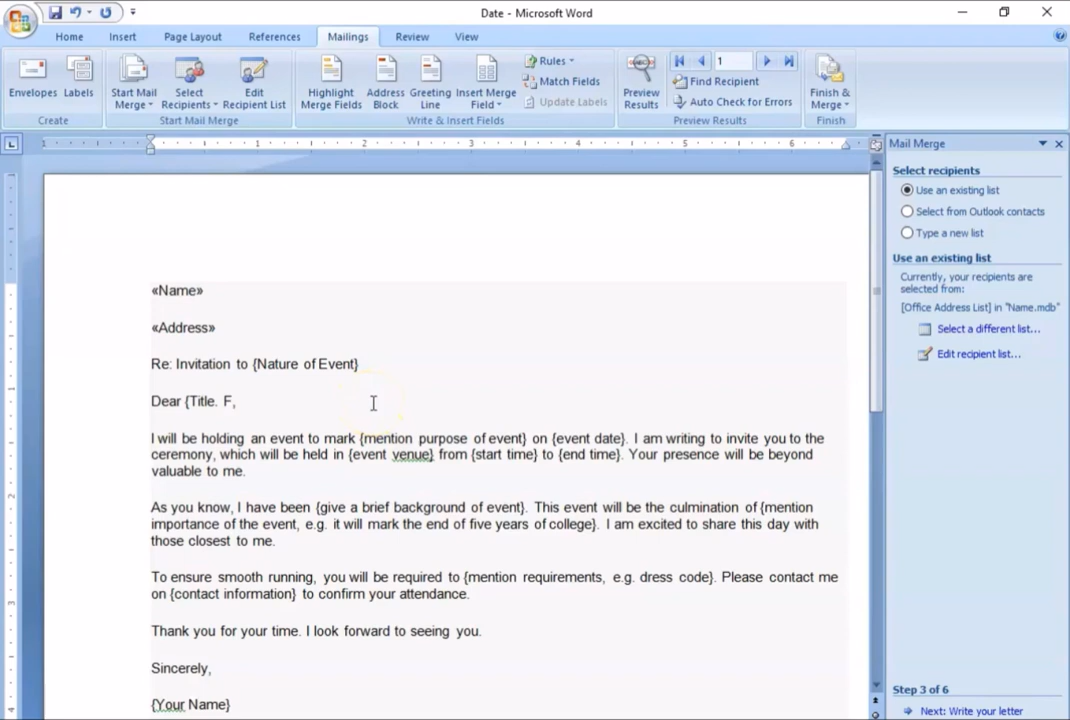 Date - Microsoft Word
Home Insert Page Layout References Mailings Review View
Envelopes Labels
Create
Start Mail Merge Select Recipients Edit Recipient List
Start Mail Merge
Highlight Merge Fields Address Block Greeting Line Insert Merge Field
Rules
Match Fields
Update Labels
Write & Insert Fields
Preview Results
1
Find Recipient
Auto Check for Errors
Preview Results
Finish & Merge
Finish
L
1 1 2 3 4 5 6
Mail Merge
Select recipients
Use an existing list
Select from Outlook contacts
Type a new list
Use an existing list
Currently, your recipients are
selected from:
[Office Address List] in "Name.mdb"
Select a different list...
Edit recipient list...
Step 3 of 6
Next: Write your letter
«Name»
«Address»
Re: Invitation to {Nature of Event}
Dear {Title. F,
I will be holding an event to mark {mention purpose of event} on {event date}. I am writing to invite you to the
ceremony, which will be held in {event venue} from {start time} to {end time}. Your presence will be beyond
valuable to me.
As you know, I have been {give a brief background of event}. This event will be the culmination of {mention
importance of the event, e.g. it will mark the end of five years of college}. I am excited to share this day with
those closest to me.
To ensure smooth running, you will be required to {mention requirements, e.g. dress code}. Please contact me
on {contact information} to confirm your attendance.
Thank you for your time. I look forward to seeing you.
Sincerely,
{Your Name}